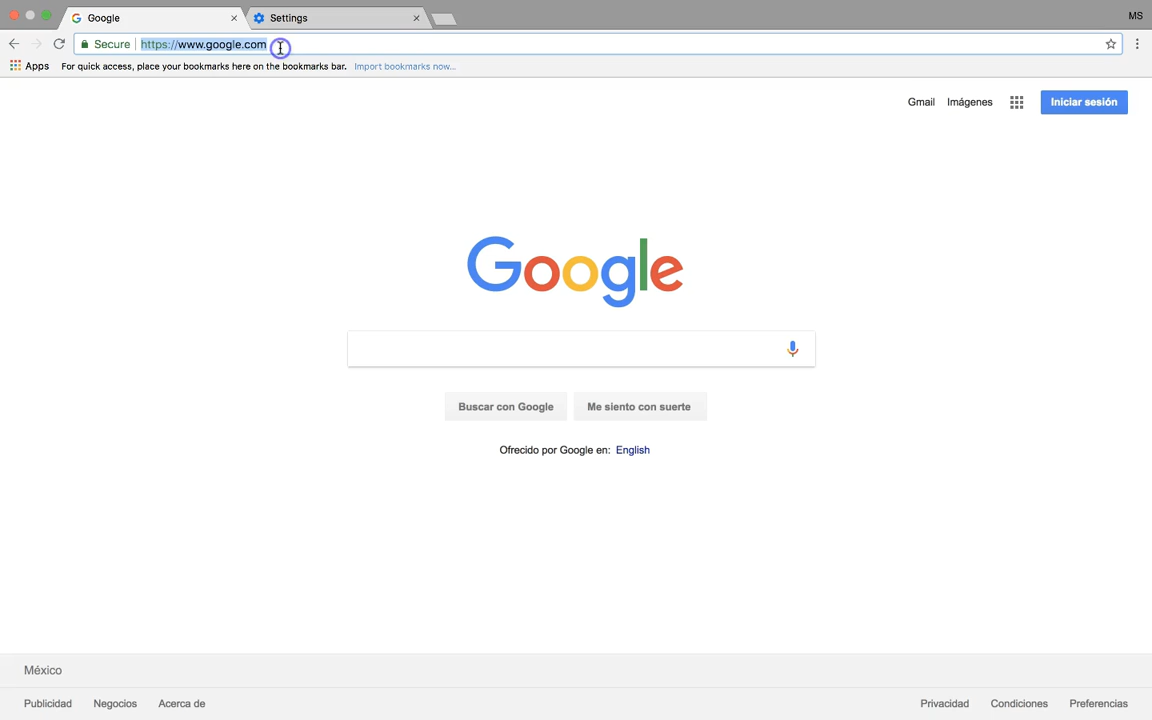 Google
Settings
MS
Secure
https://www.google.com
Apps
For quick access, place your bookmarks here on the bookmarks bar.
Import bookmarks now...
Gmail
Imágenes
Iniciar sesión
Google
Buscar con Google
Me siento con suerte
Ofrecido por Google en: English
México
Publicidad
Negocios
Acerca de
Privacidad
Condiciones
Preferencias